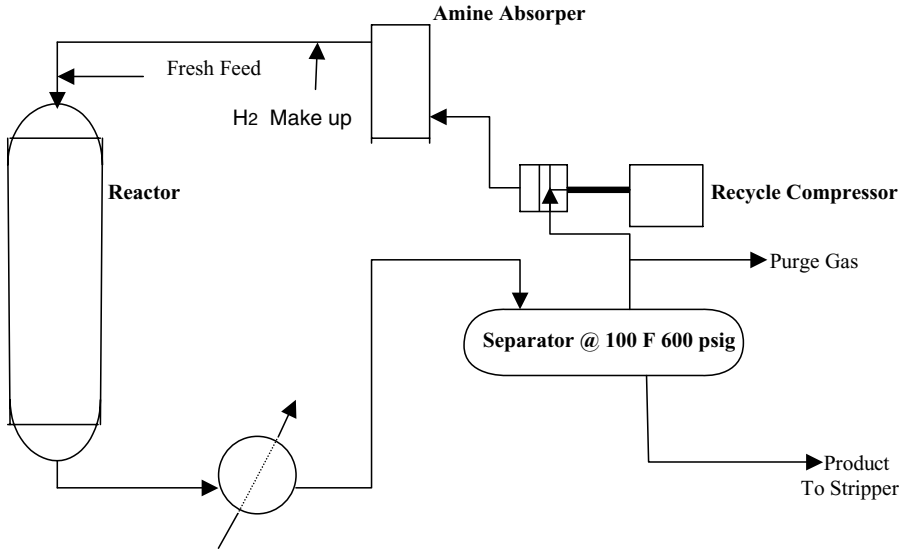 Amine Absorper
Fresh Feed
H2 Make up
Reactor
Recycle Compressor
Purge Gas
Separator @ 100 F 600 psig
Product
To Stripper